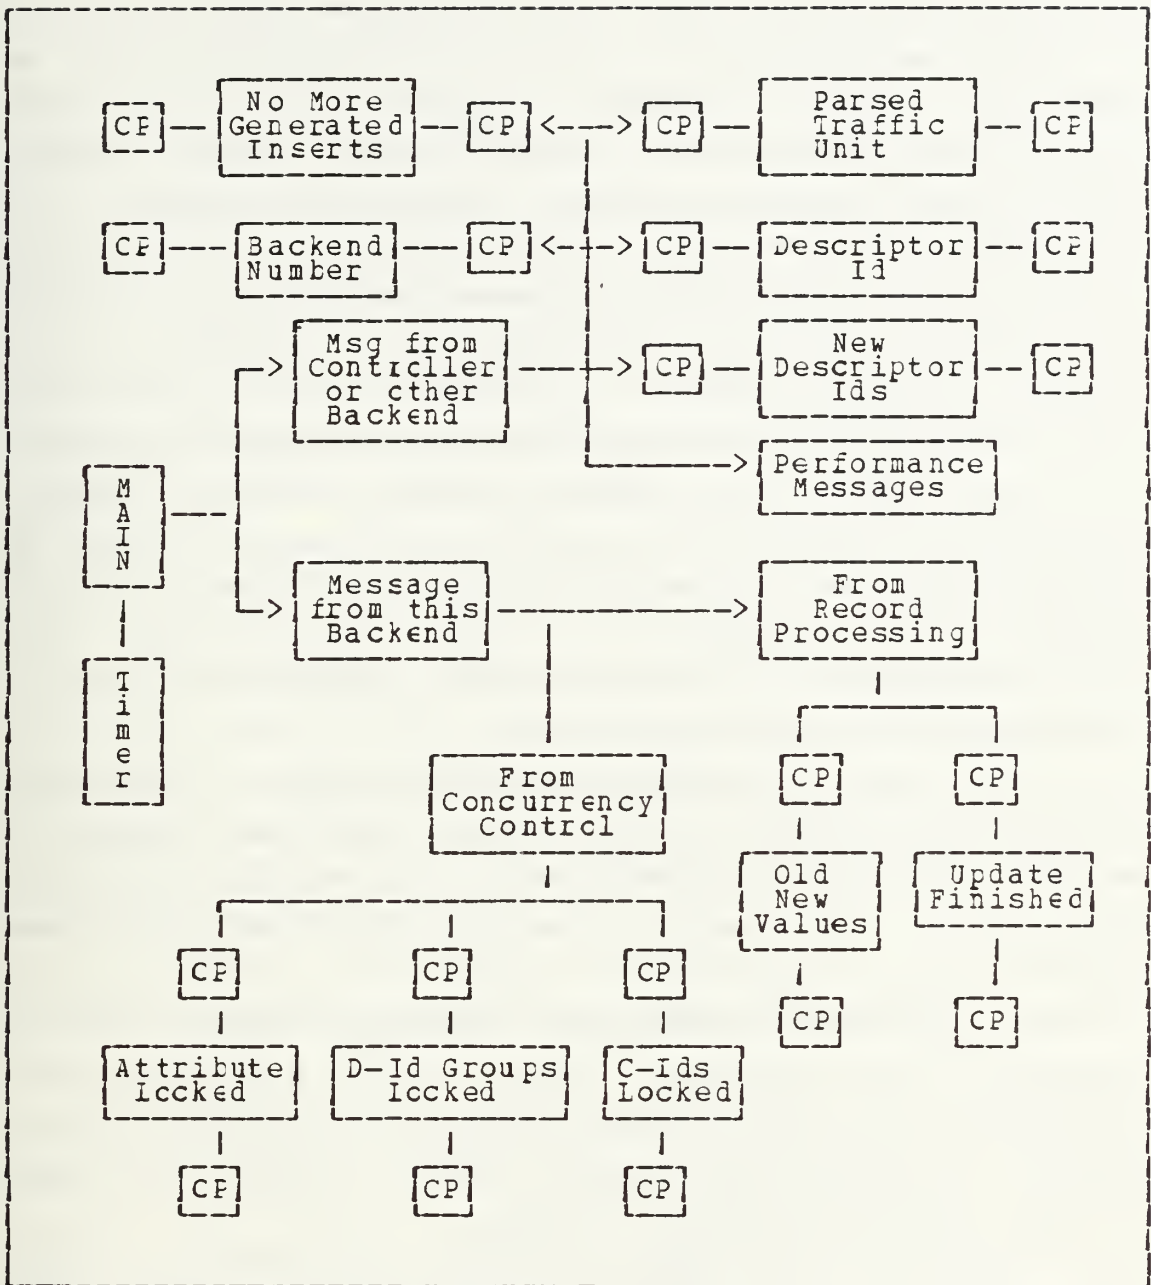 CP
No More
Generated
Inserts
CP
CP
Parsed
Traffic
Unit
CP
CP
Backend
Number
CP
CP
Descriptor
Id
CP
Msg from
Controller
or other
Backend
CP
New
Descriptor
Ids
CP
Performance
Messages
MAIN
Message
from this
Backend
From
Record
Processing
Timer
From
Concurrency
Control
CP
CP
Old
New
Values
Update
Finished
CP
CP
CP
CP
CP
Attribute
Locked
D-Id Groups
Locked
C-Ids
Locked
CP
CP
CP